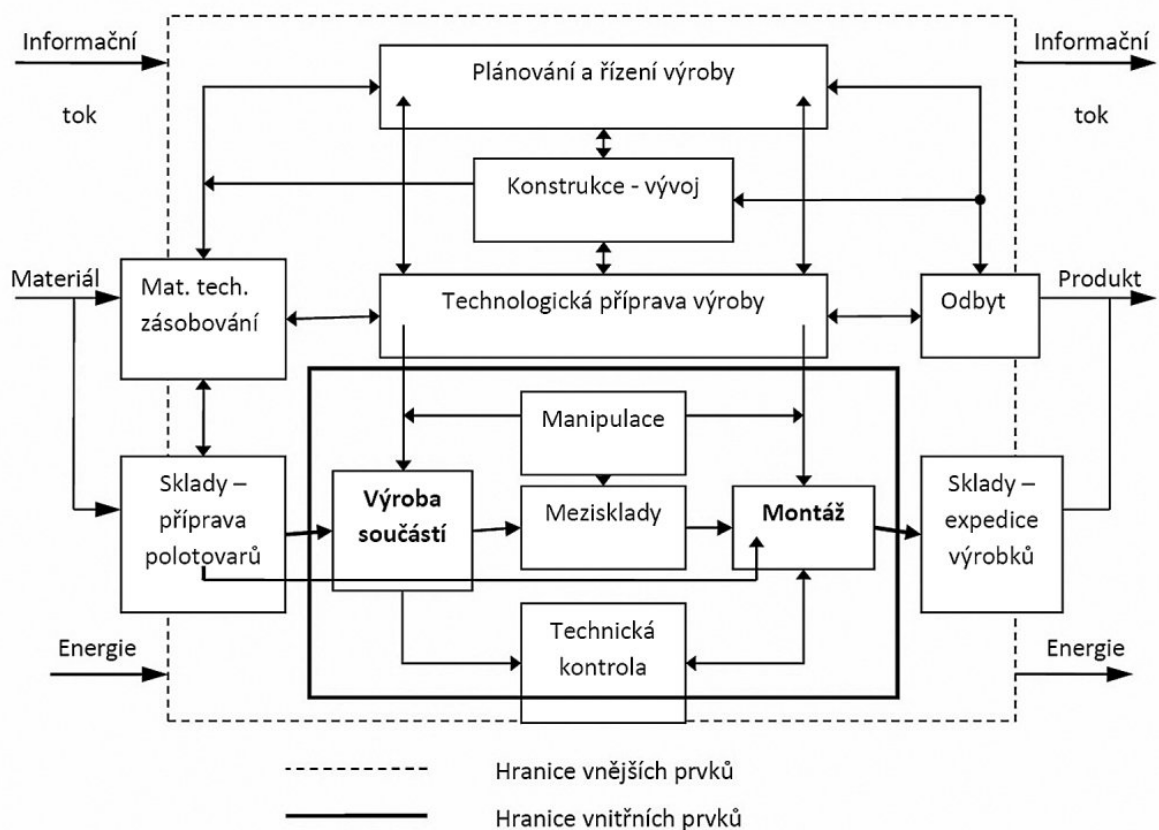 Informační
tok
Informační
tok
Plánování a řízení výroby
Konstrukce - vývoj
Materiál
Mat. tech.
zásobování
Technologická příprava výroby
Odbyt
Produkt
Manipulace
Sklady –
příprava
polotovarů
Výroba
součástí
Mezisklady
Montáž
Sklady –
expedice
výrobků
Technická
kontrola
Energie
Energie
Hranice vnějších prvků
Hranice vnitřních prvků